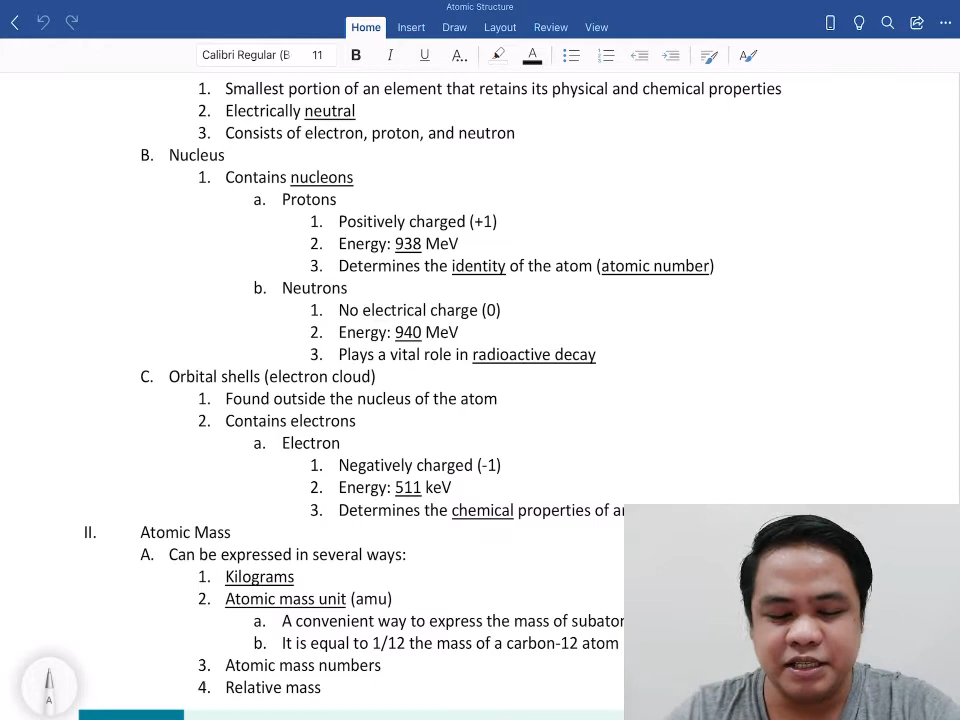 Atomic Structure
Home Insert Draw Layout Review View
Calibri Regular (B 11 B I U A.. A
1. Smallest portion of an element that retains its physical and chemical properties
2. Electrically neutral
3. Consists of electron, proton, and neutron
B. Nucleus
1. Contains nucleons
a. Protons
1. Positively charged (+1)
2. Energy: 938 MeV
3. Determines the identity of the atom (atomic number)
b. Neutrons
1. No electrical charge (0)
2. Energy: 940 MeV
3. Plays a vital role in radioactive decay
C. Orbital shells (electron cloud)
1. Found outside the nucleus of the atom
2. Contains electrons
a. Electron
1. Negatively charged (-1)
2. Energy: 511 keV
3. Determines the chemical properties of
II. Atomic Mass
A. Can be expressed in several ways:
1. Kilograms
2. Atomic mass unit (amu)
a. A convenient way to express the mass of
b. It is equal to 1/12 the mass of a carbon-12 atom
3. Atomic mass numbers
4. Relative mass
A